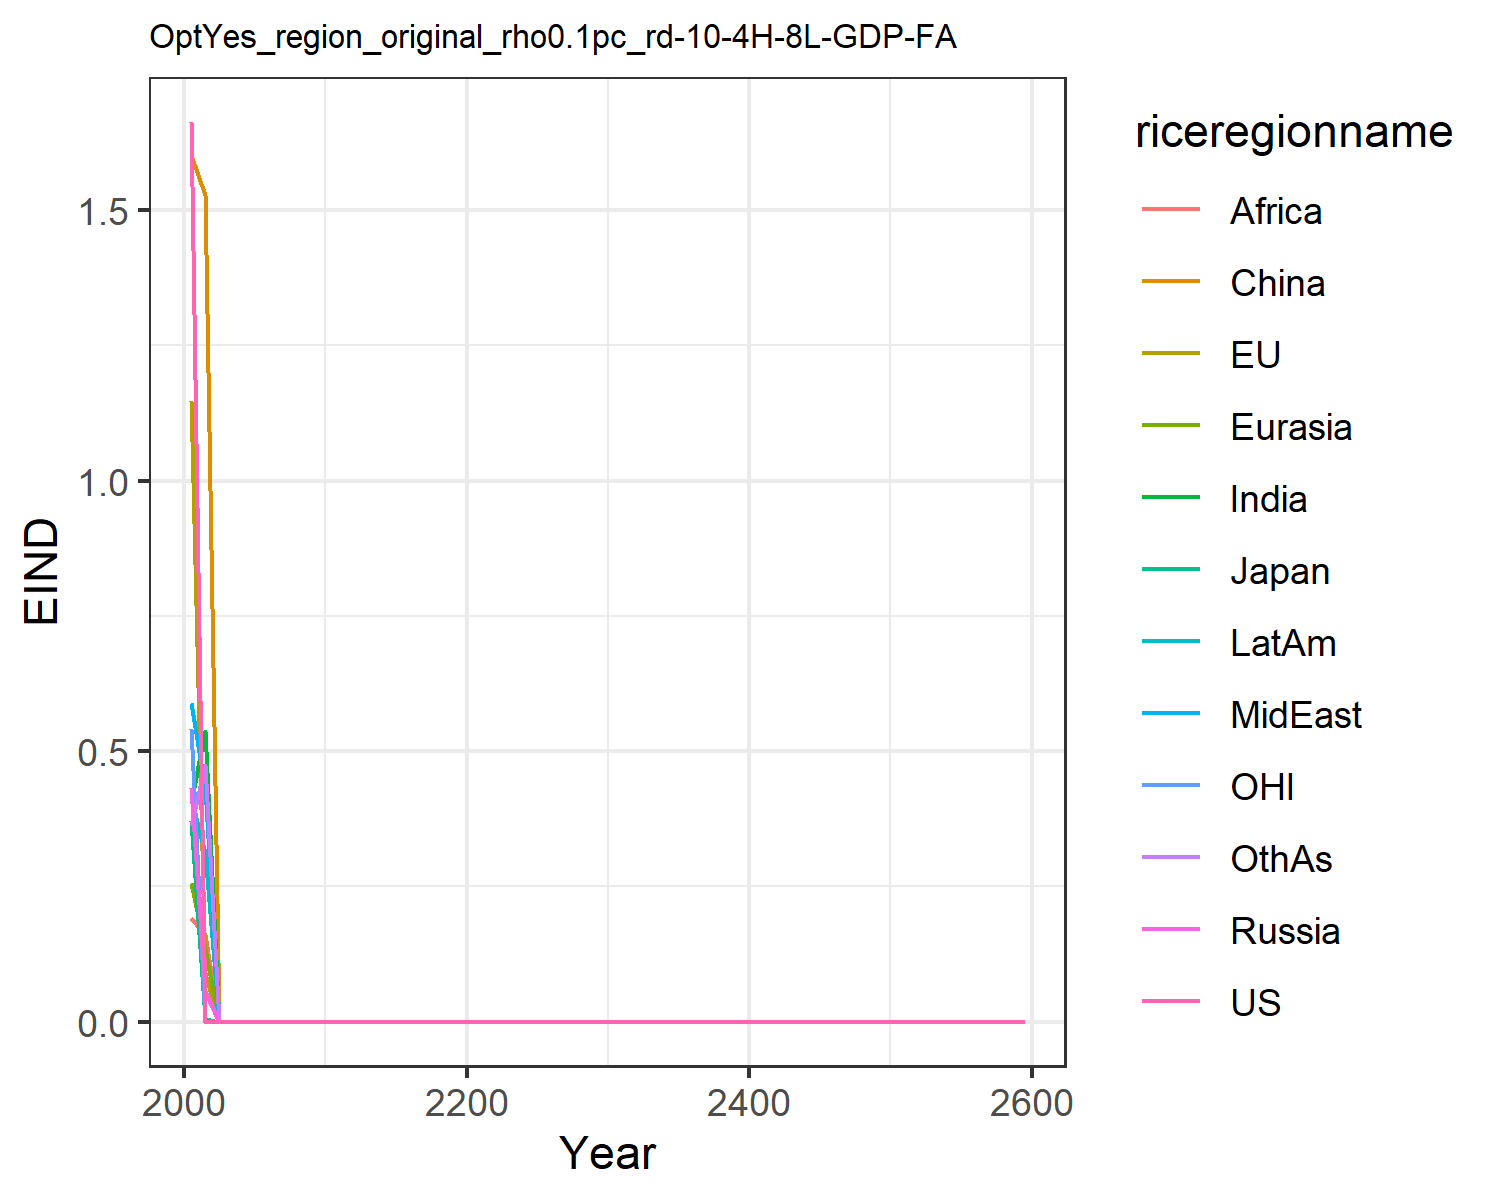 OptYes_region_original_rho0.1pc_rd-10-4H-8L-GDP-FA
riceregionname
Africa
China
EU
Eurasia
India
Japan
LatAm
MidEast
OHI
OthAs
Russia
US
EIND
1.5
1.0
0.5
0.0
2000 2200 2400 2600
Year